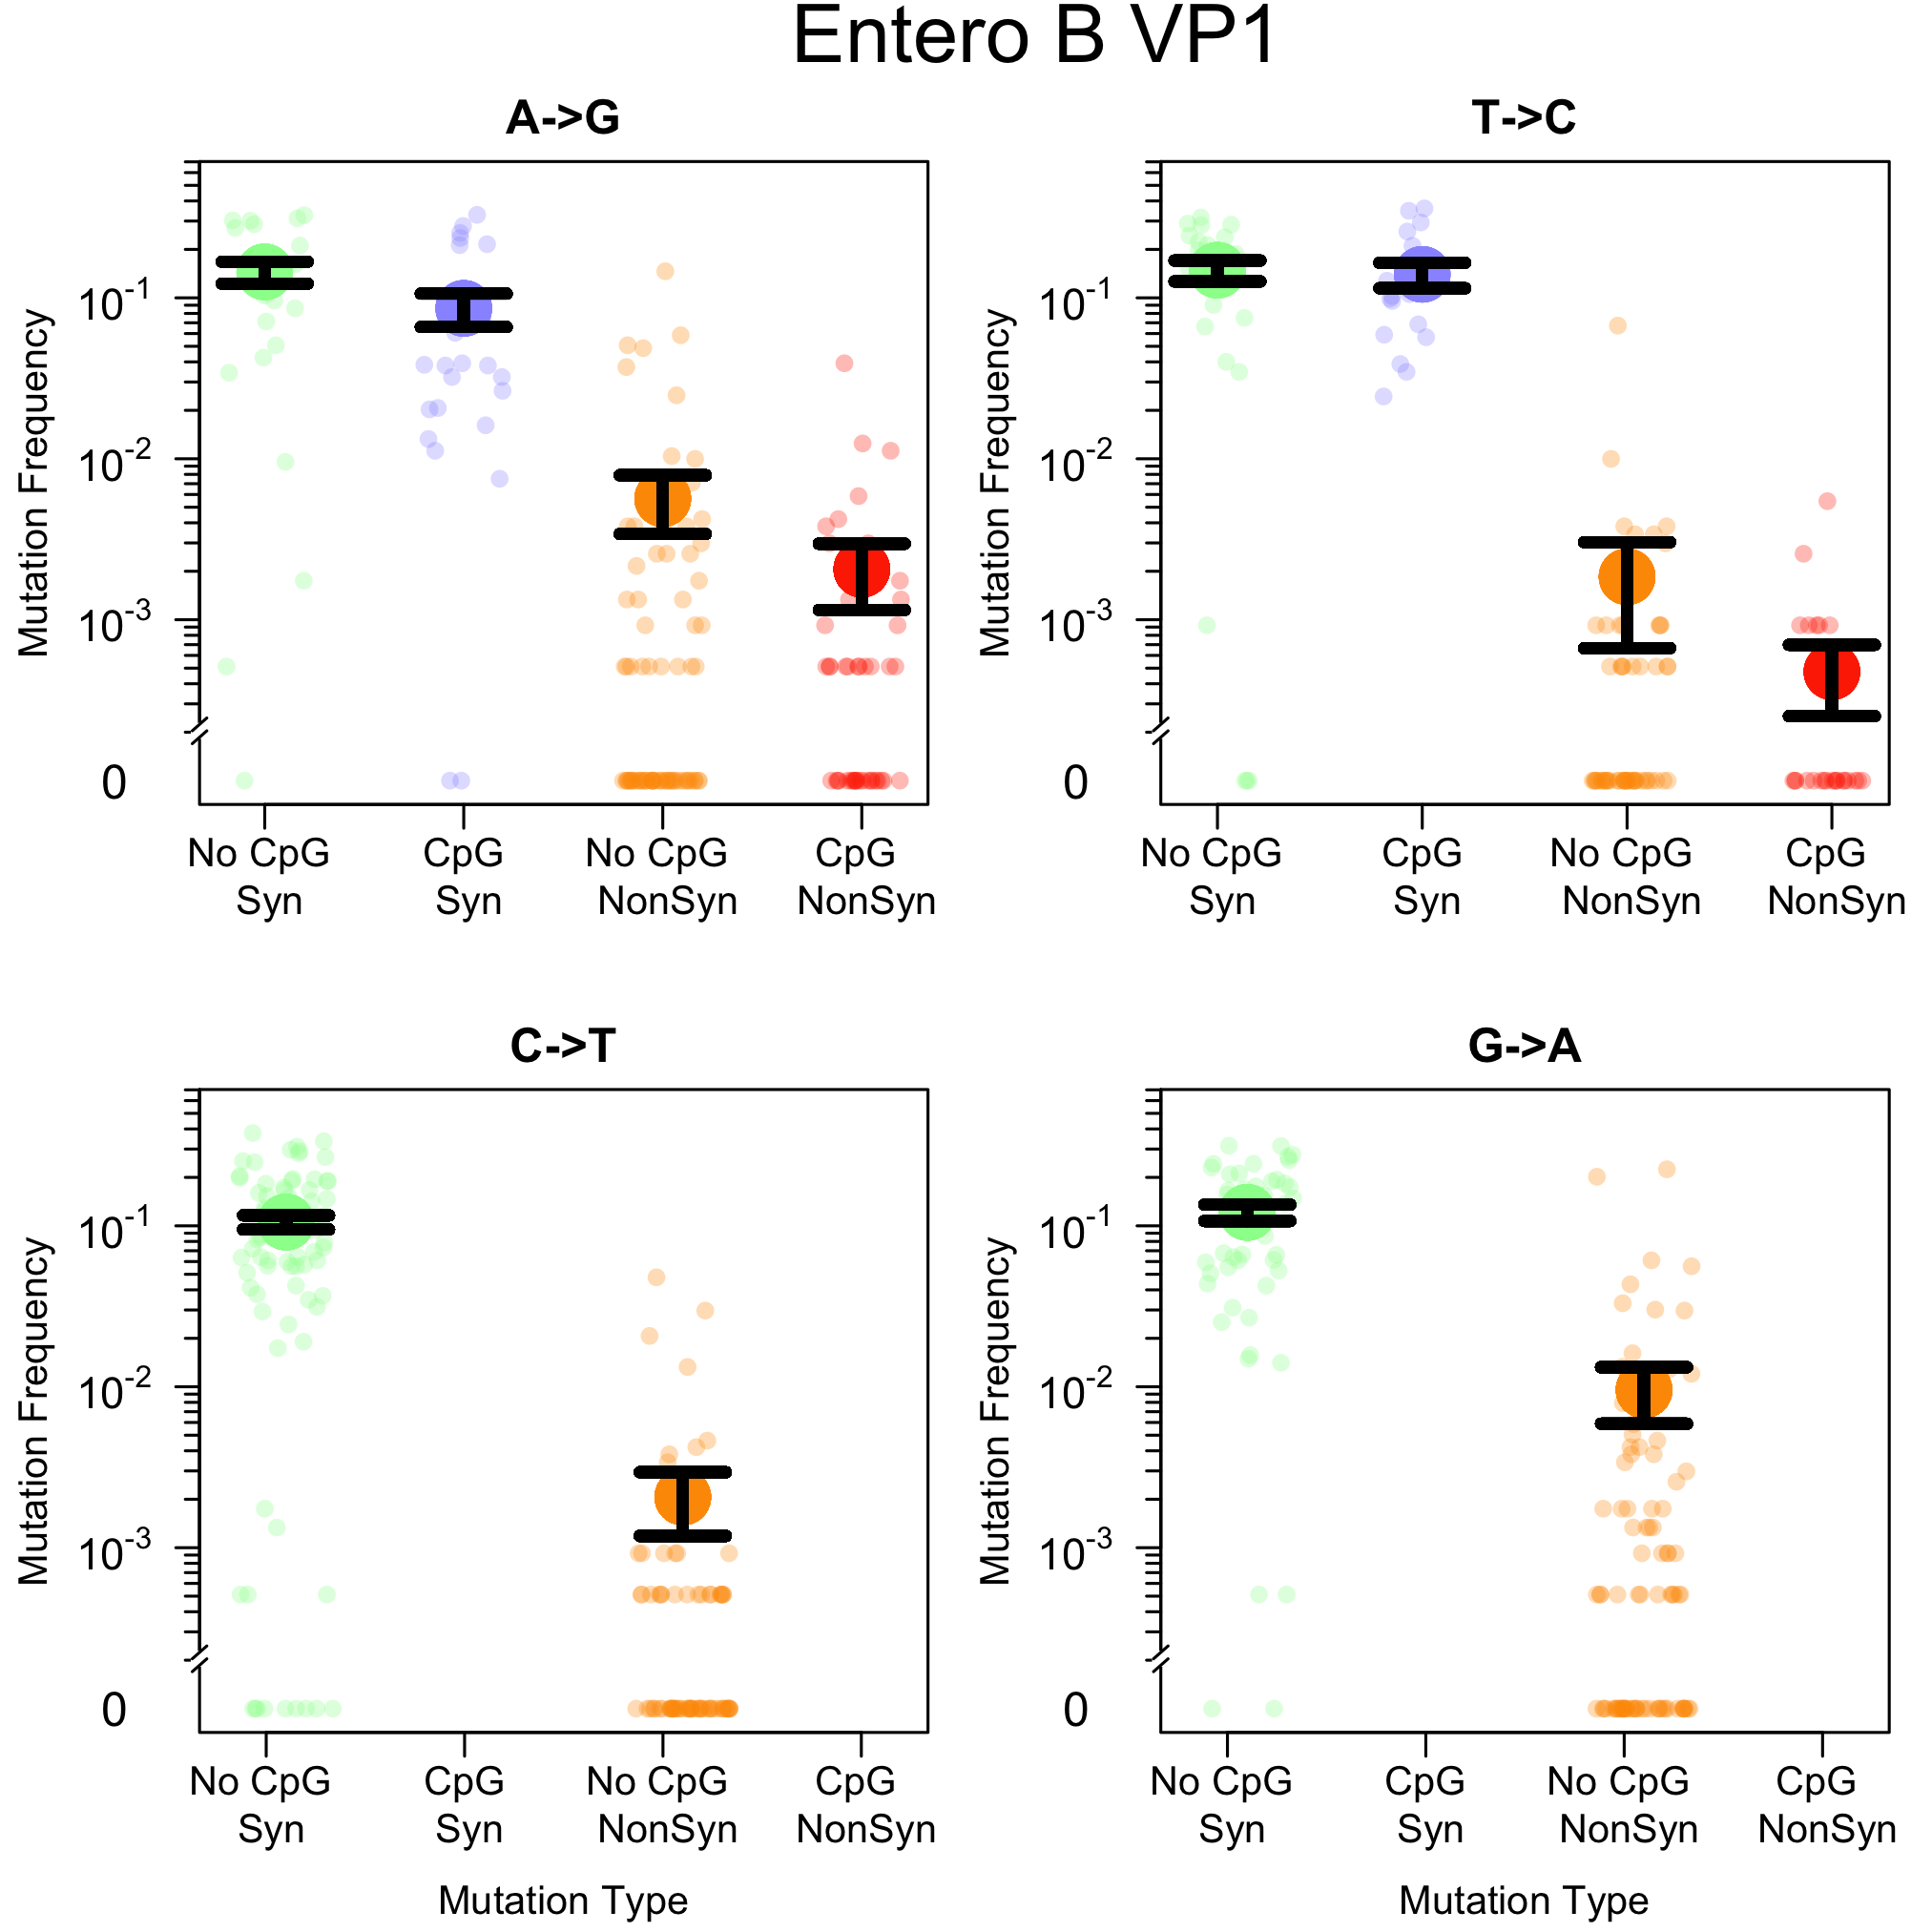 Entero B VP1
A->G
T->C
Mutation Frequency
10-1
10-2
10-3
0
No CpG
Syn
CpG
Syn
No CpG
NonSyn
CpG
NonSyn
Mutation Frequency
10-1
10-2
10-3
0
No CpG
Syn
CpG
Syn
No CpG
NonSyn
CpG
NonSyn
C->T
G->A
Mutation Frequency
10-1
10-2
10-3
0
No CpG
Syn
CpG
Syn
No CpG
NonSyn
CpG
NonSyn
Mutation Type
Mutation Frequency
10-1
10-2
10-3
0
No CpG
Syn
CpG
Syn
No CpG
NonSyn
CpG
NonSyn
Mutation Type